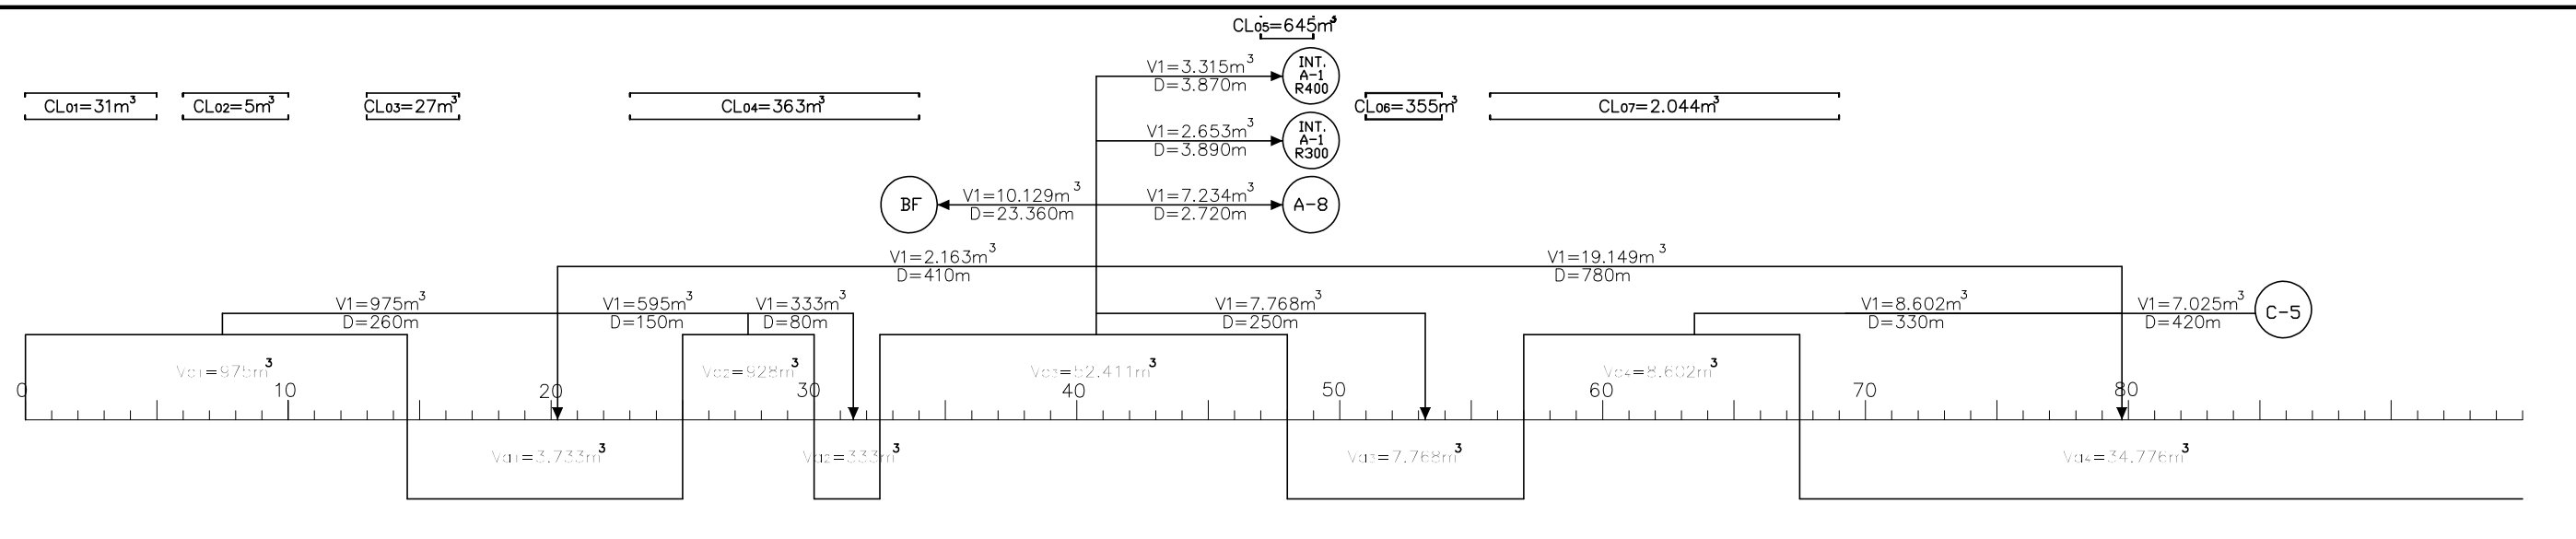 CL05=645m³
V1=3.315m³
D=3.870m
INT.
A-1
R400
CL01=31m³
CL02=5m³
CL03=27m³
CL04=363m³
CL06=355m³
CL07=2.044m³
V1=2.653m³
D=3.890m
INT.
A-1
R300
BF
V1=10.129m³
D=23.360m
V1=7.234m³
D=2.720m
A-8
V1=2.163m³
D=410m
V1=19.149m³
D=780m
V1=975m³
D=260m
V1=595m³
D=150m
V1=333m³
D=80m
V1=7.768m³
D=250m
V1=8.602m³
D=330m
V1=7.025m³
D=420m
C-5
Vc1=975m³
Vc2=928m³
Vc3=52.411m³
Vc4=8.602m³
0
10
20
30
40
50
60
70
80
Va1=3.733m³
Va2=333m³
Va3=7.768m³
Va4=34.776m³